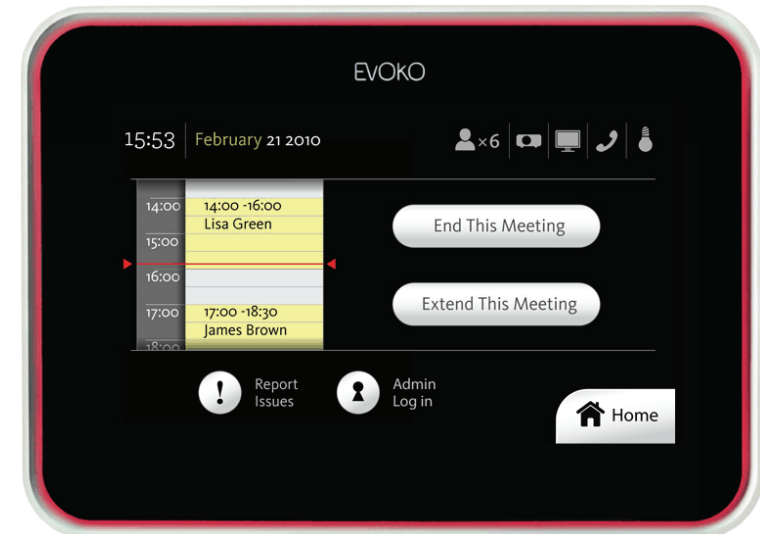 EVOKO
15:53 February 21 2010
×6
14:00
14:00 -16:00
Lisa Green
15:00
16:00
17:00
17:00 -18:30
James Brown
18:00
End This Meeting
Extend This Meeting
Report
Issues
Admin
Log in
Home